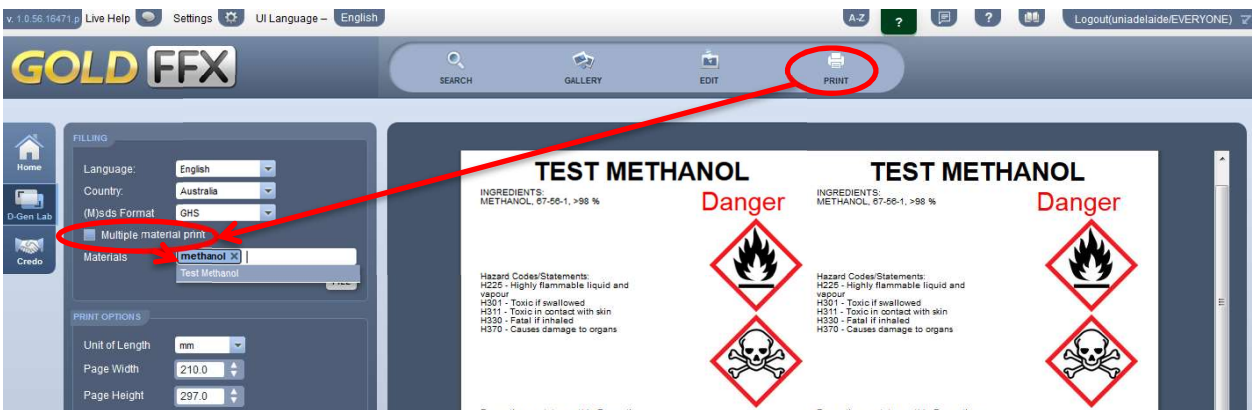 v. 1.0.56.16471.p Live Help Settings UI Language – English A-Z ? ? Logout(uniadelaide/EVERYONE)
GOLD FFX
SEARCH GALLERY EDIT PRINT
Home
D-Gen Lab
Credo
FILLING
Language: English
Country: Australia
(M)sds Format GHS
Multiple material print
Materials methanol X
Test Methanol
FILL
PRINT OPTIONS
Unit of Length mm
Page Width 210.0
Page Height 297.0
TEST METHANOL
INGREDIENTS:
METHANOL, 67-56-1, >98 %
Danger
Hazard Codes/Statements:
H225 - Highly flammable liquid and
vapour
H301 - Toxic if swallowed
H311 - Toxic in contact with skin
H330 - Fatal if inhaled
H370 - Causes damage to organs
TEST METHANOL
INGREDIENTS:
METHANOL, 67-56-1, >98 %
Danger
Hazard Codes/Statements:
H225 - Highly flammable liquid and
vapour
H301 - Toxic if swallowed
H311 - Toxic in contact with skin
H330 - Fatal if inhaled
H370 - Causes damage to organs